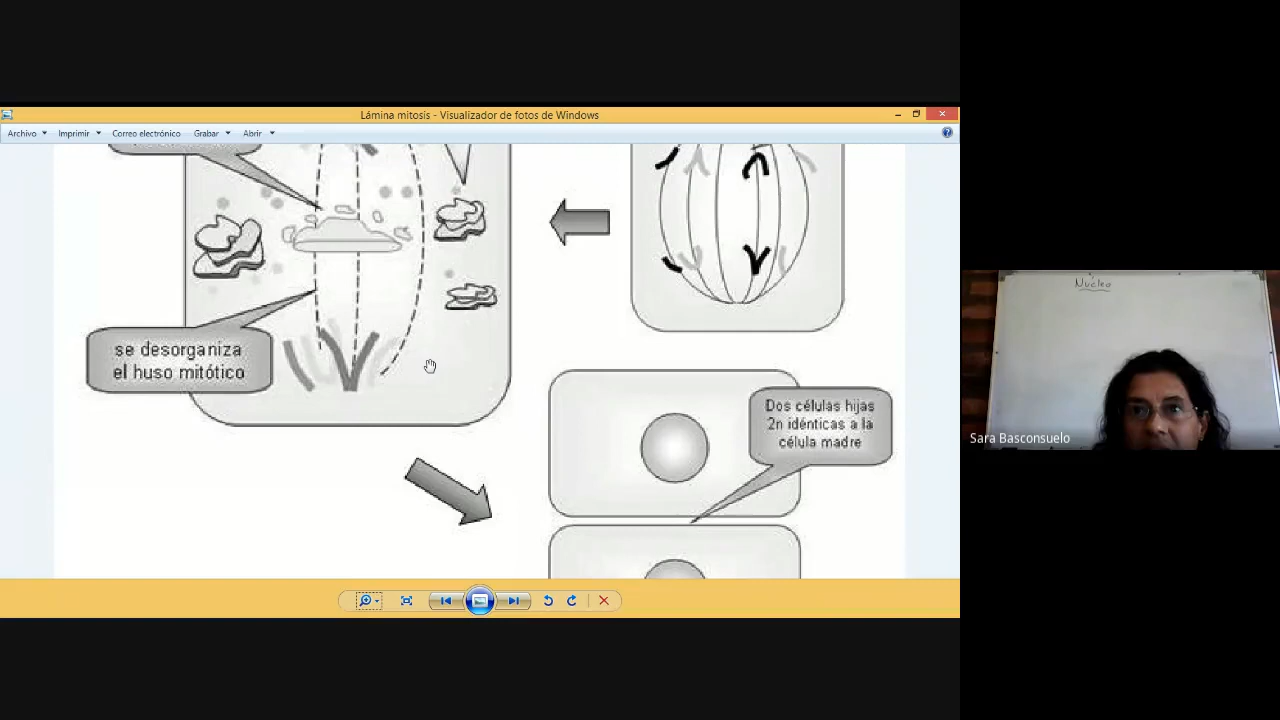 Lámina mitosis - Visualizador de fotos de Windows
Archivo Imprimir Correo electrónico Grabar Abrir
se desorganiza
el huso mitótico
Dos células hijas
2n idénticas a la
célula madre
Núcleo
Sara Basconsuelo